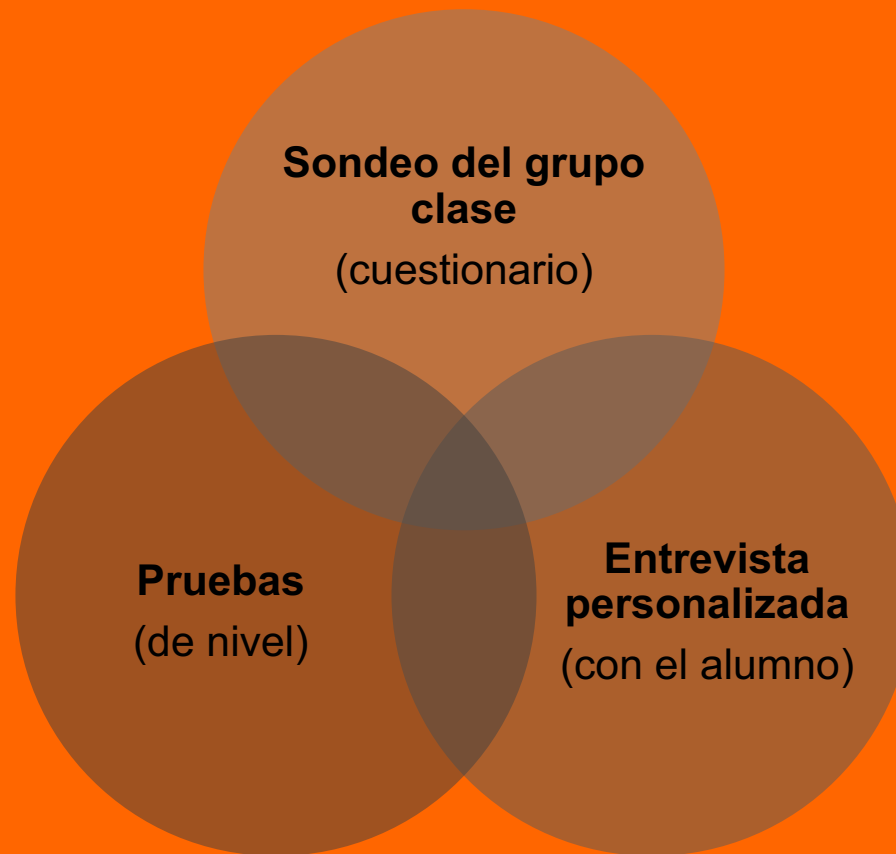 Sondeo del grupo
clase
(cuestionario)
Pruebas
(de nivel)
Entrevista
personalizada
(con el alumno)